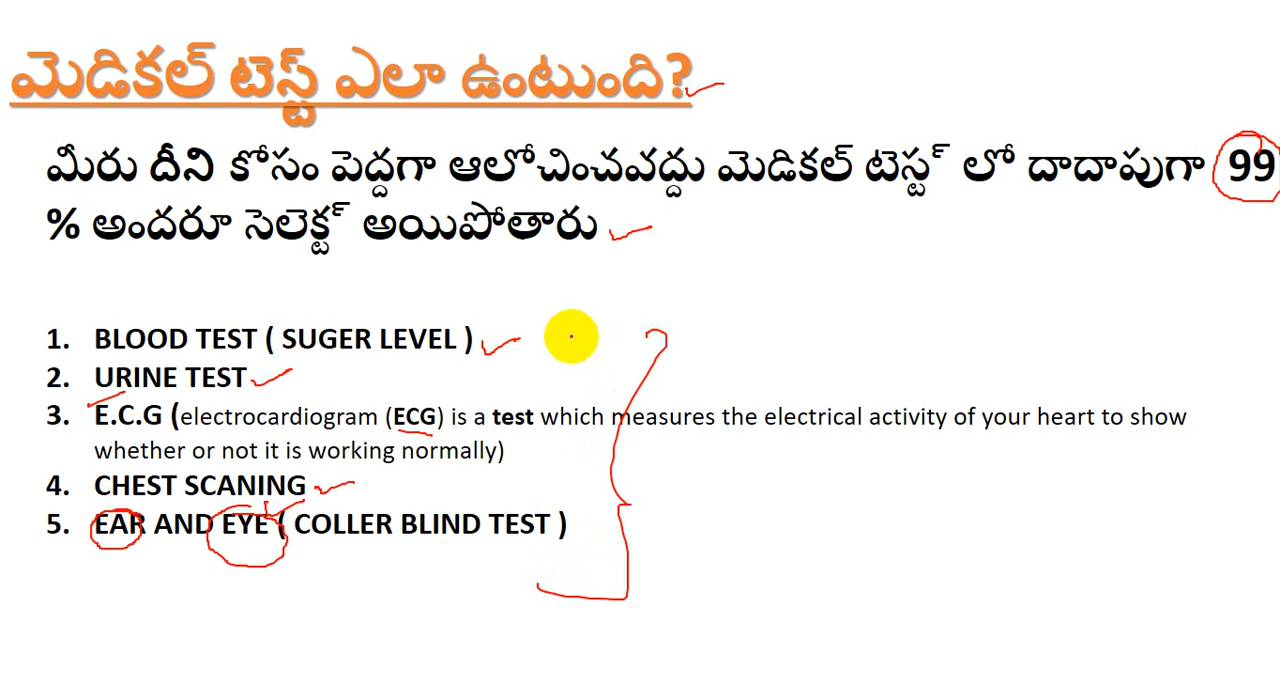 మెడికల్ టెస్ట్ ఎలా ఉంటుంది?
మీరు దీని కోసం పెద్దగా ఆలోచించవద్దు మెడికల్ టెస్ట్ లో దాదాపుగా 99
% అందరూ సెలెక్ట్ అయిపోతారు
1. BLOOD TEST ( SUGER LEVEL )
2. URINE TEST
3. E.C.G (electrocardiogram (ECG) is a test which measures the electrical activity of your heart to show
whether or not it is working normally)
4. CHEST SCANING
5. EAR AND EYE ( COLLER BLIND TEST )